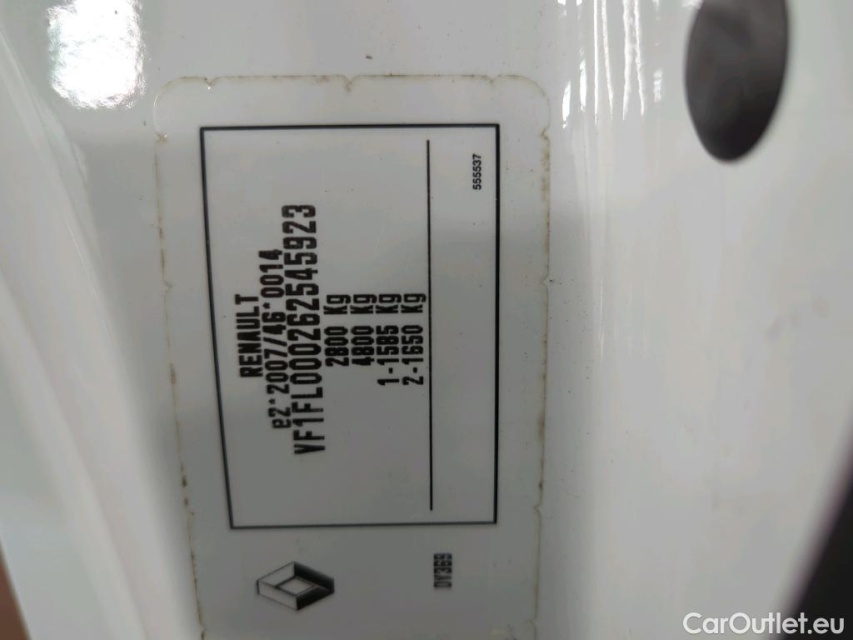 RENAULT
e2*2007/46*0014
VF1FL000262545923
2800 Kg
4800 Kg
1-1585 Kg
2-1650 Kg
555537
DY369
CarOutlet.eu